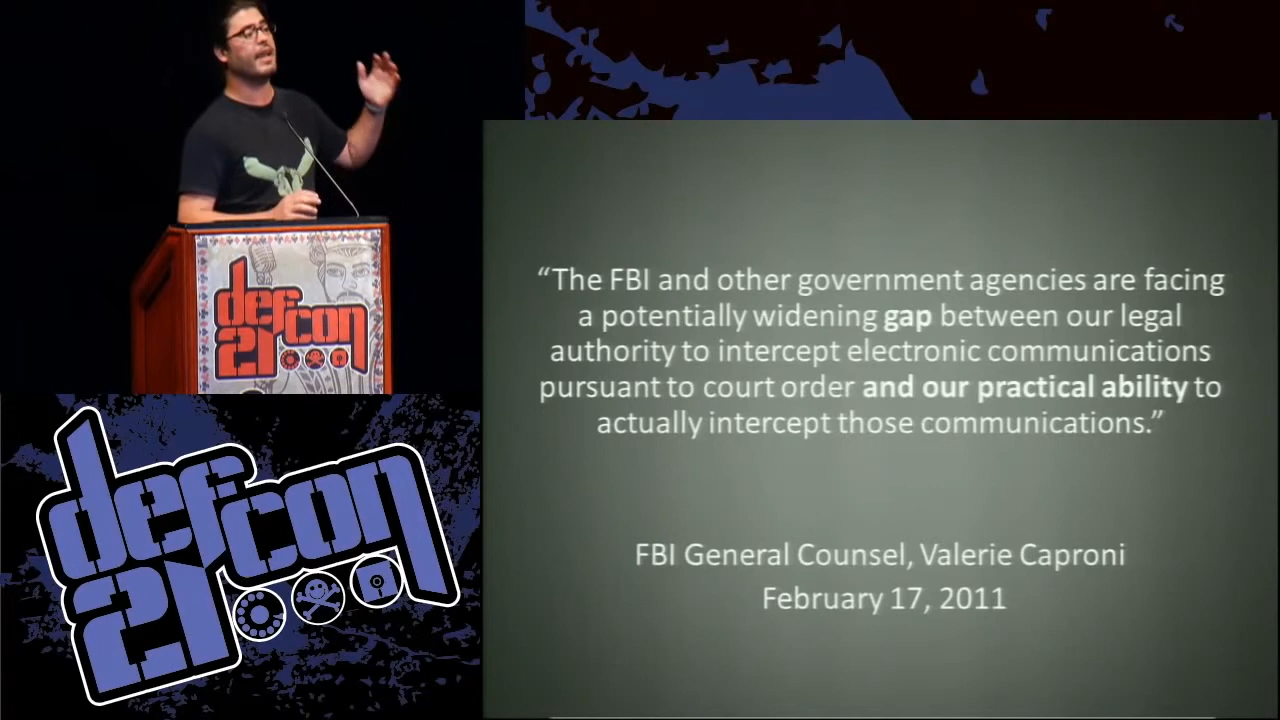 def
con
21
“The FBI and other government agencies are facing
a potentially widening gap between our legal
authority to intercept electronic communications
pursuant to court order and our practical ability to
actually intercept those communications.”
FBI General Counsel, Valerie Caproni
February 17, 2011
defcon
21